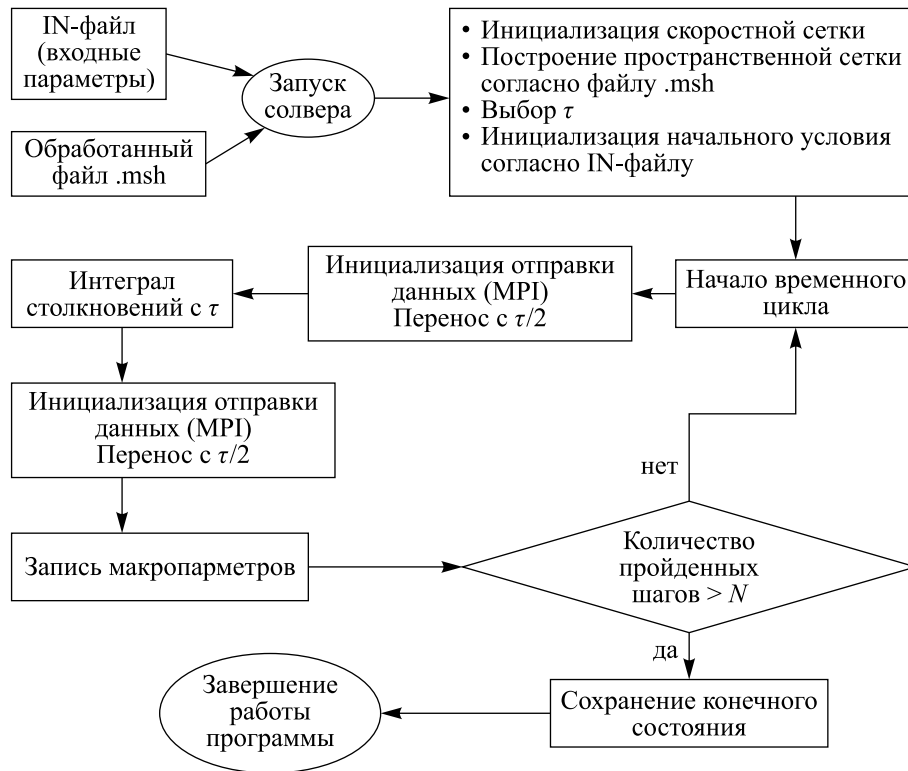 IN-файл
(входные
параметры)
Обработанный
файл .msh
Запуск
солвера
• Инициализация скоростной сетки
• Построение пространственной сетки
согласно файлу .msh
• Выбор τ
• Инициализация начального условия
согласно IN-файлу
Начало временного
цикла
Инициализация отправки
данных (MPI)
Перенос с τ/2
Интеграл
столкновений с τ
Инициализация отправки
данных (MPI)
Перенос с τ/2
Запись макропарметров
Количество
пройденных
шагов > N
нет
да
Сохранение конечного
состояния
Завершение
работы
программы